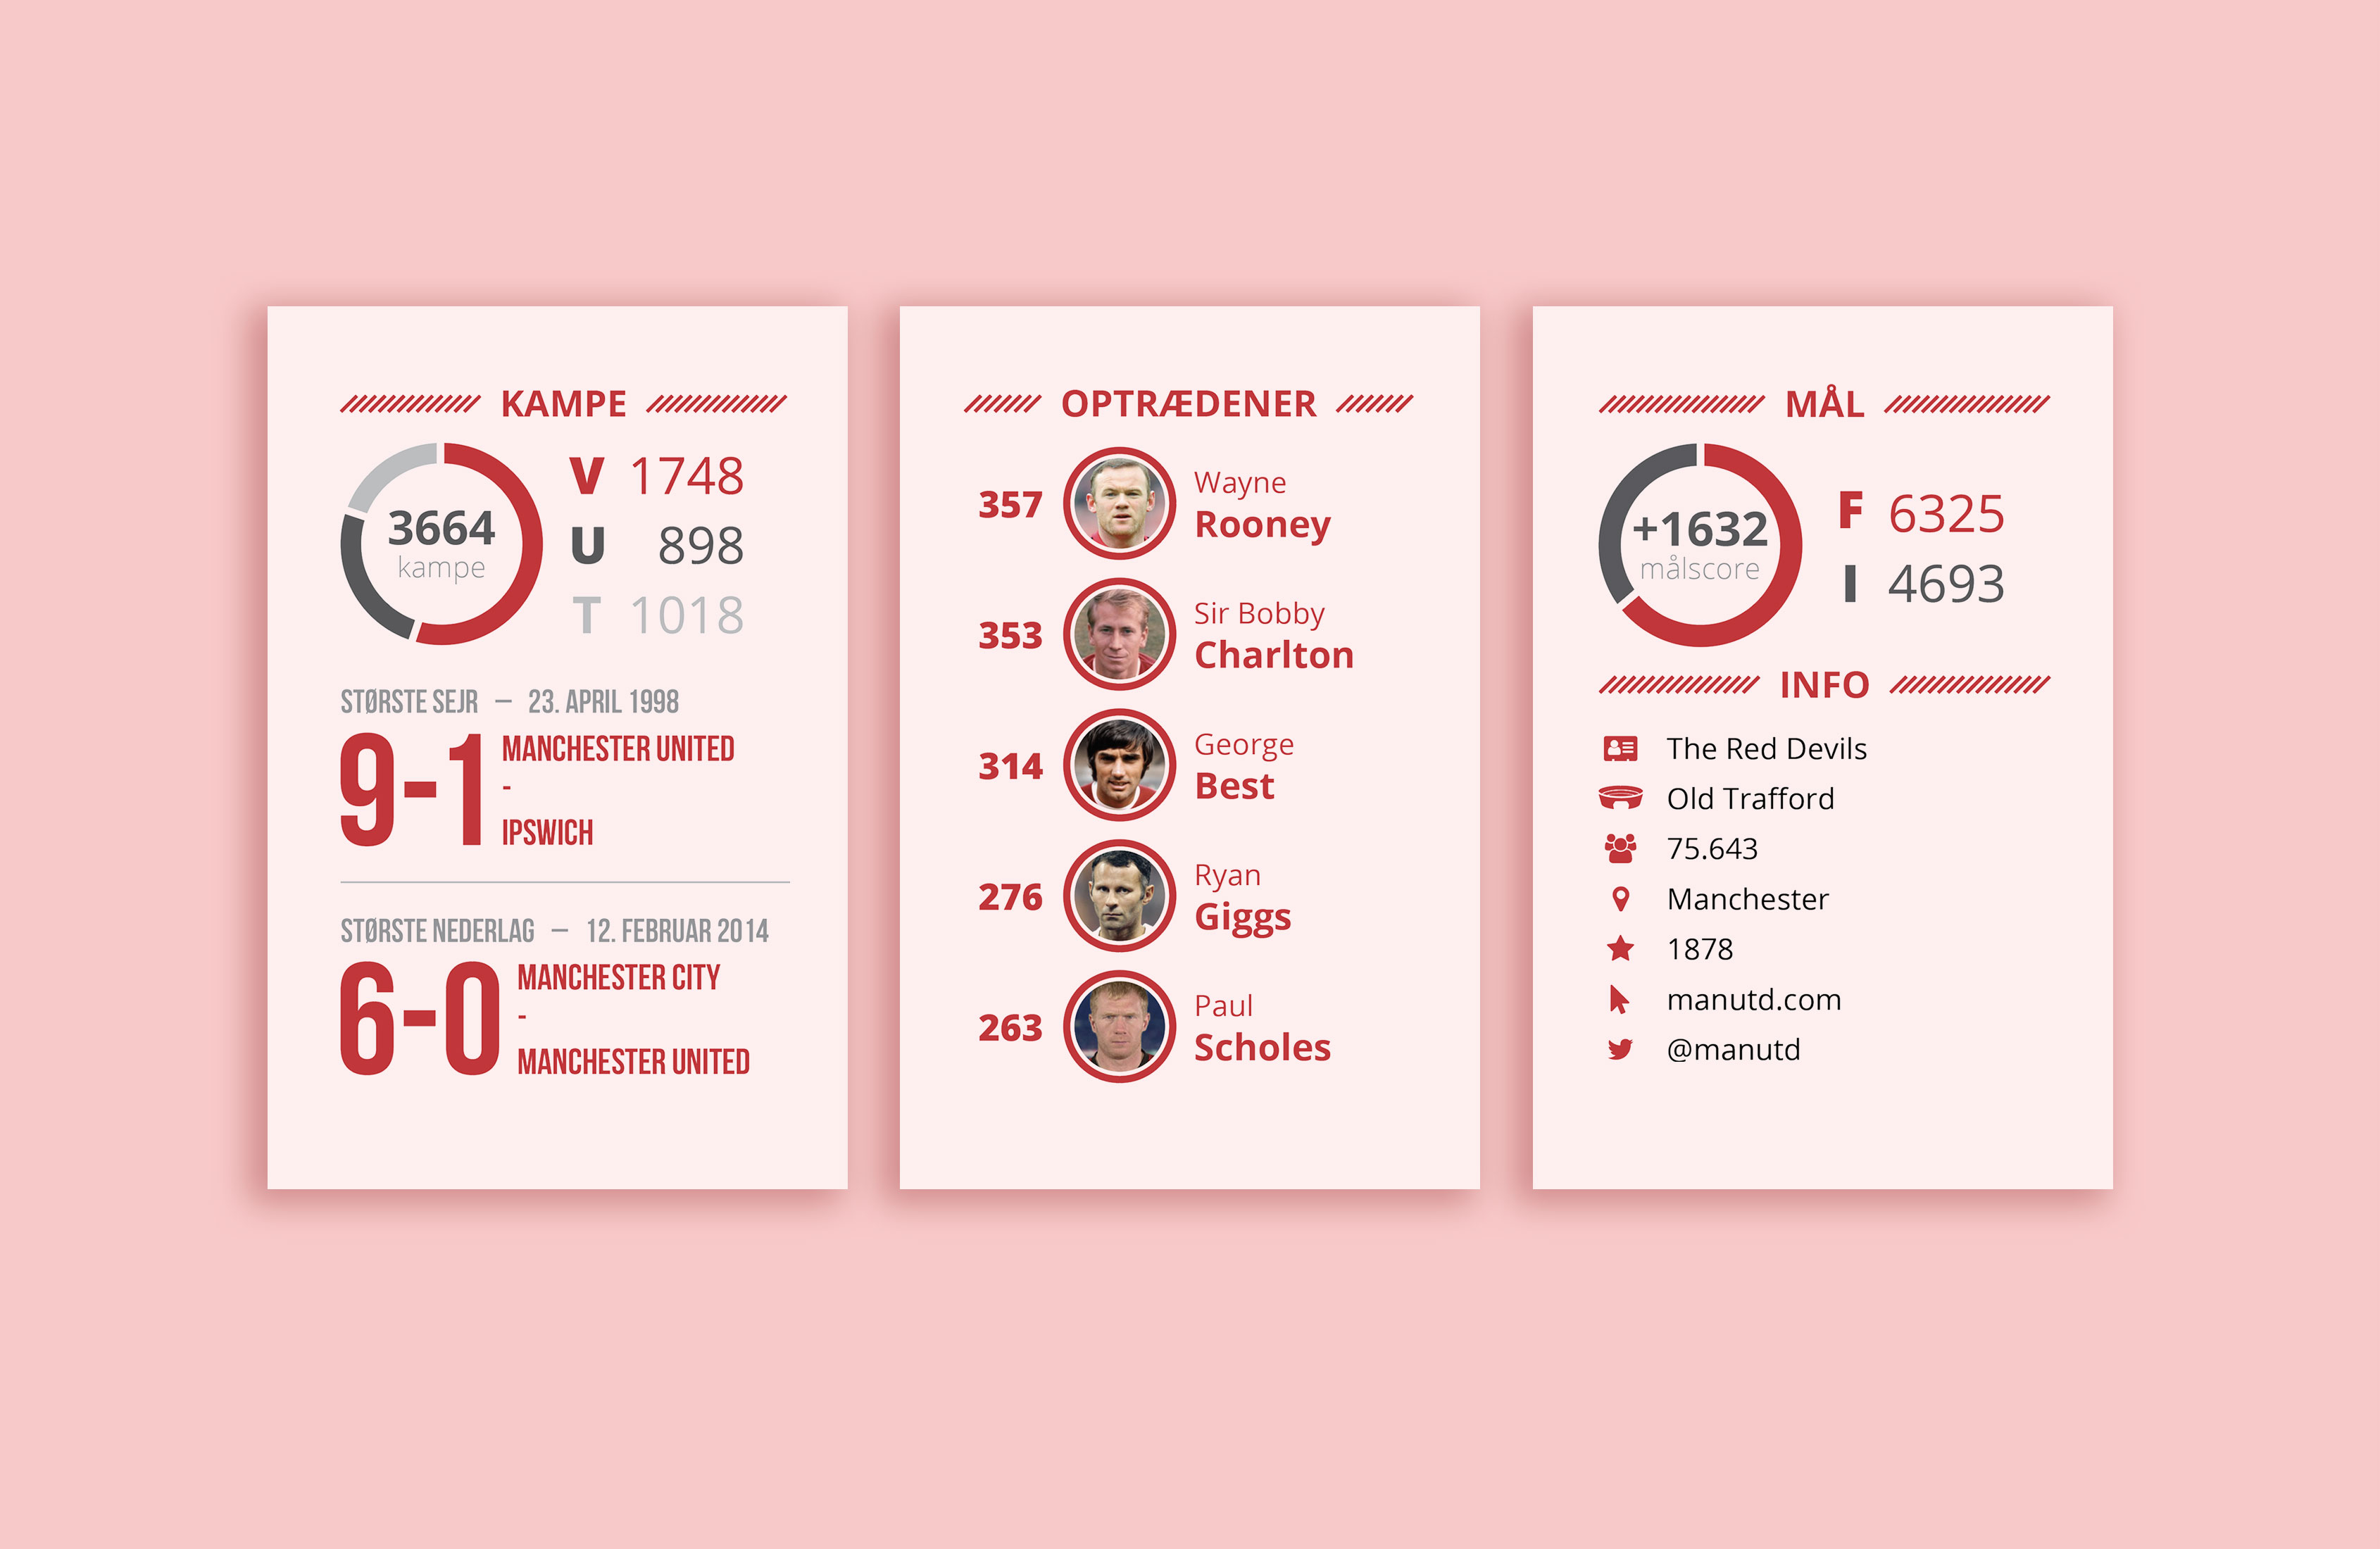 KAMPE
3664
kampe
V 1748
U 898
T 1018
STØRSTE SEJR – 23. APRIL 1998
9-1
MANCHESTER UNITED
-
IPSWICH
STØRSTE NEDERLAG – 12. FEBRUAR 2014
6-0
MANCHESTER CITY
-
MANCHESTER UNITED
OPTRÆDENER
357
Wayne
Rooney
353
Sir Bobby
Charlton
314
George
Best
276
Ryan
Giggs
263
Paul
Scholes
MÅL
+1632
målscore
F 6325
I 4693
INFO
The Red Devils
Old Trafford
75.643
Manchester
1878
manutd.com
@manutd